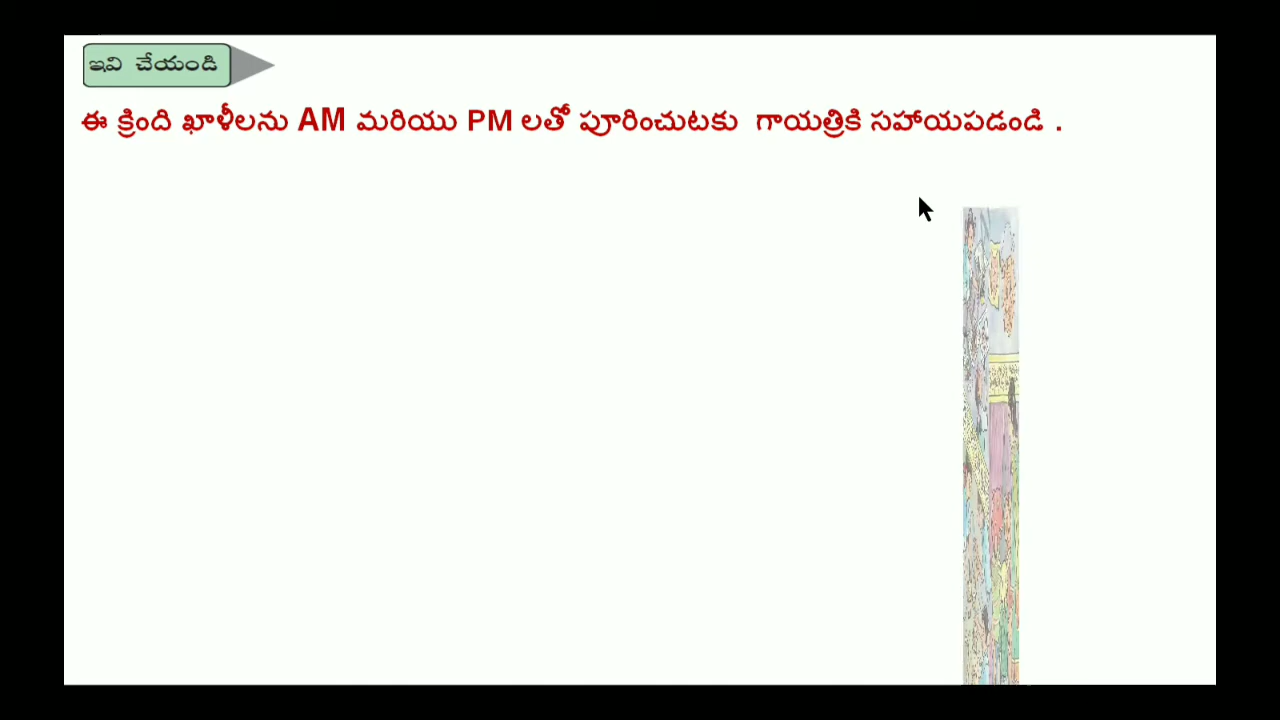 ఇవి చేయండి
ఈ క్రింది ఖాళీలను AM మరియు PM లతో పూరించుటకు గాయత్రికి సహాయపడండి .